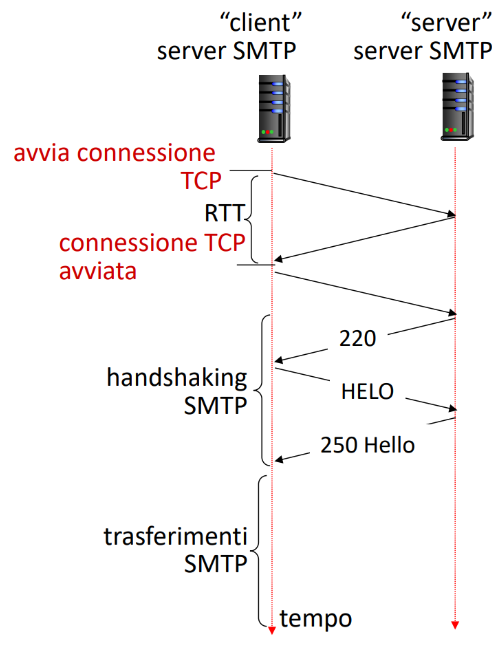 “client”
server SMTP
“server”
server SMTP
avvia connessione
TCP
RTT
connessione TCP
avviata
220
handshaking
SMTP
HELO
250 Hello
trasferimenti
SMTP
tempo